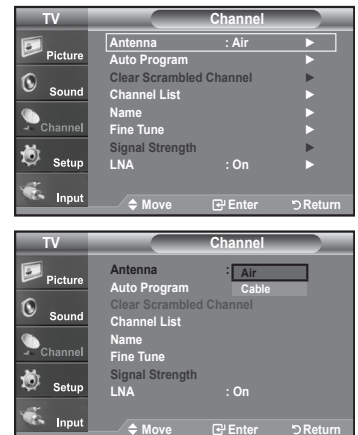 TV Channel
Picture
Sound
Channel
Setup
Input
Antenna : Air ►
Auto Program ►
Clear Scrambled Channel ►
Channel List ►
Name ►
Fine Tune ►
Signal Strength ►
LNA : On ►
Move Enter Return
TV Channel
Picture
Sound
Channel
Setup
Input
Antenna : Air
Cable
Auto Program
Clear Scrambled Channel
Channel List
Name
Fine Tune
Signal Strength
LNA : On
Move Enter Return